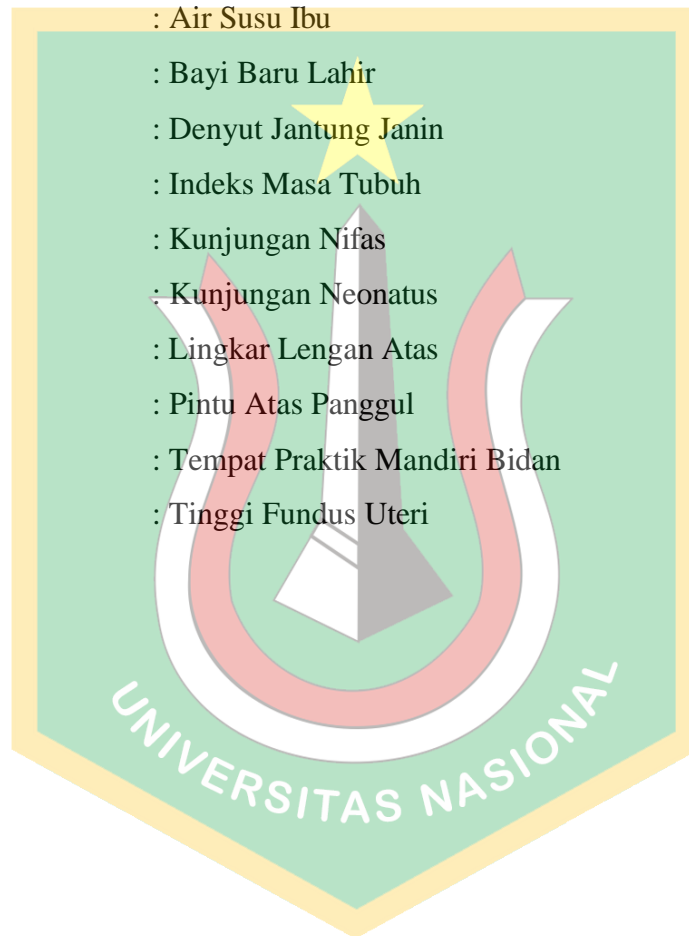 : Air Susu Ibu
: Bayi Baru Lahir
: Denyut Jantung Janin
: Indeks Masa Tubuh
: Kunjungan Nifas
: Kunjungan Neonatus
: Lingkar Lengan Atas
: Pintu Atas Panggul
: Tempat Praktik Mandiri Bidan
: Tinggi Fundus Uteri
UNIVERSITAS NASIONAL